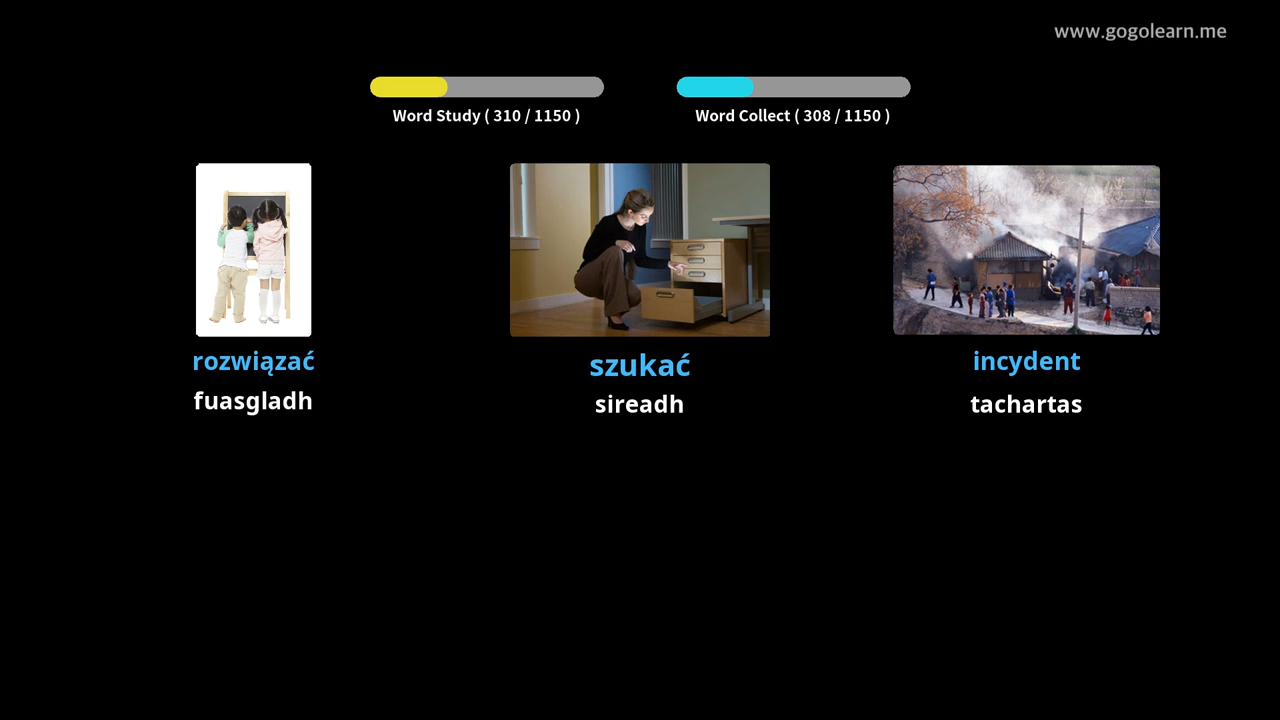 www.gogolearn.me
Word Study ( 310 / 1150 )
Word Collect ( 308 / 1150 )
rozwiązać
fuasgladh
szukać
sireadh
incydent
tachartas